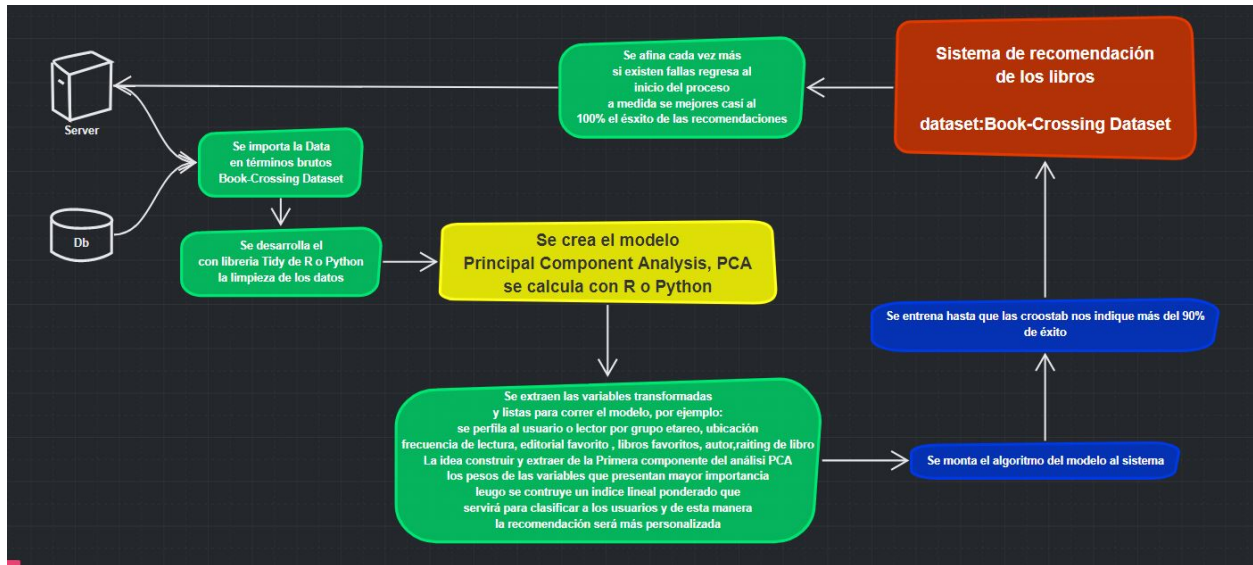 Server
Db
Se importa la Data
en términos brutos
Book-Crossing Dataset
Se desarrolla el
con libreria Tidy de R o Python
la limpieza de los datos
Se crea el modelo
Principal Component Analysis, PCA
se calcula con R o Python
Se extraen las variables transformadas
y listas para correr el modelo, por ejemplo:
se perfila al usuario o lector por grupo etareo, ubicación
frecuencia de lectura, editorial favorito , libros favoritos, autor,raiting de libro
La idea construir y extraer de la Primera componente del análisi PCA
los pesos de las variables que presentan mayor importancia
leugo se contruye un indice lineal ponderado que
servirá para clasificar a los usuarios y de esta manera
la recomendación será más personalizada
Se monta el algoritmo del modelo al sistema
Se entrena hasta que las croostab nos indique más del 90%
de éxito
Sistema de recomendación
de los libros
dataset:Book-Crossing Dataset
Se afina cada vez más
si existen fallas regresa al
inicio del proceso
a medida se mejores casí al
100% el ésxito de las recomendaciones